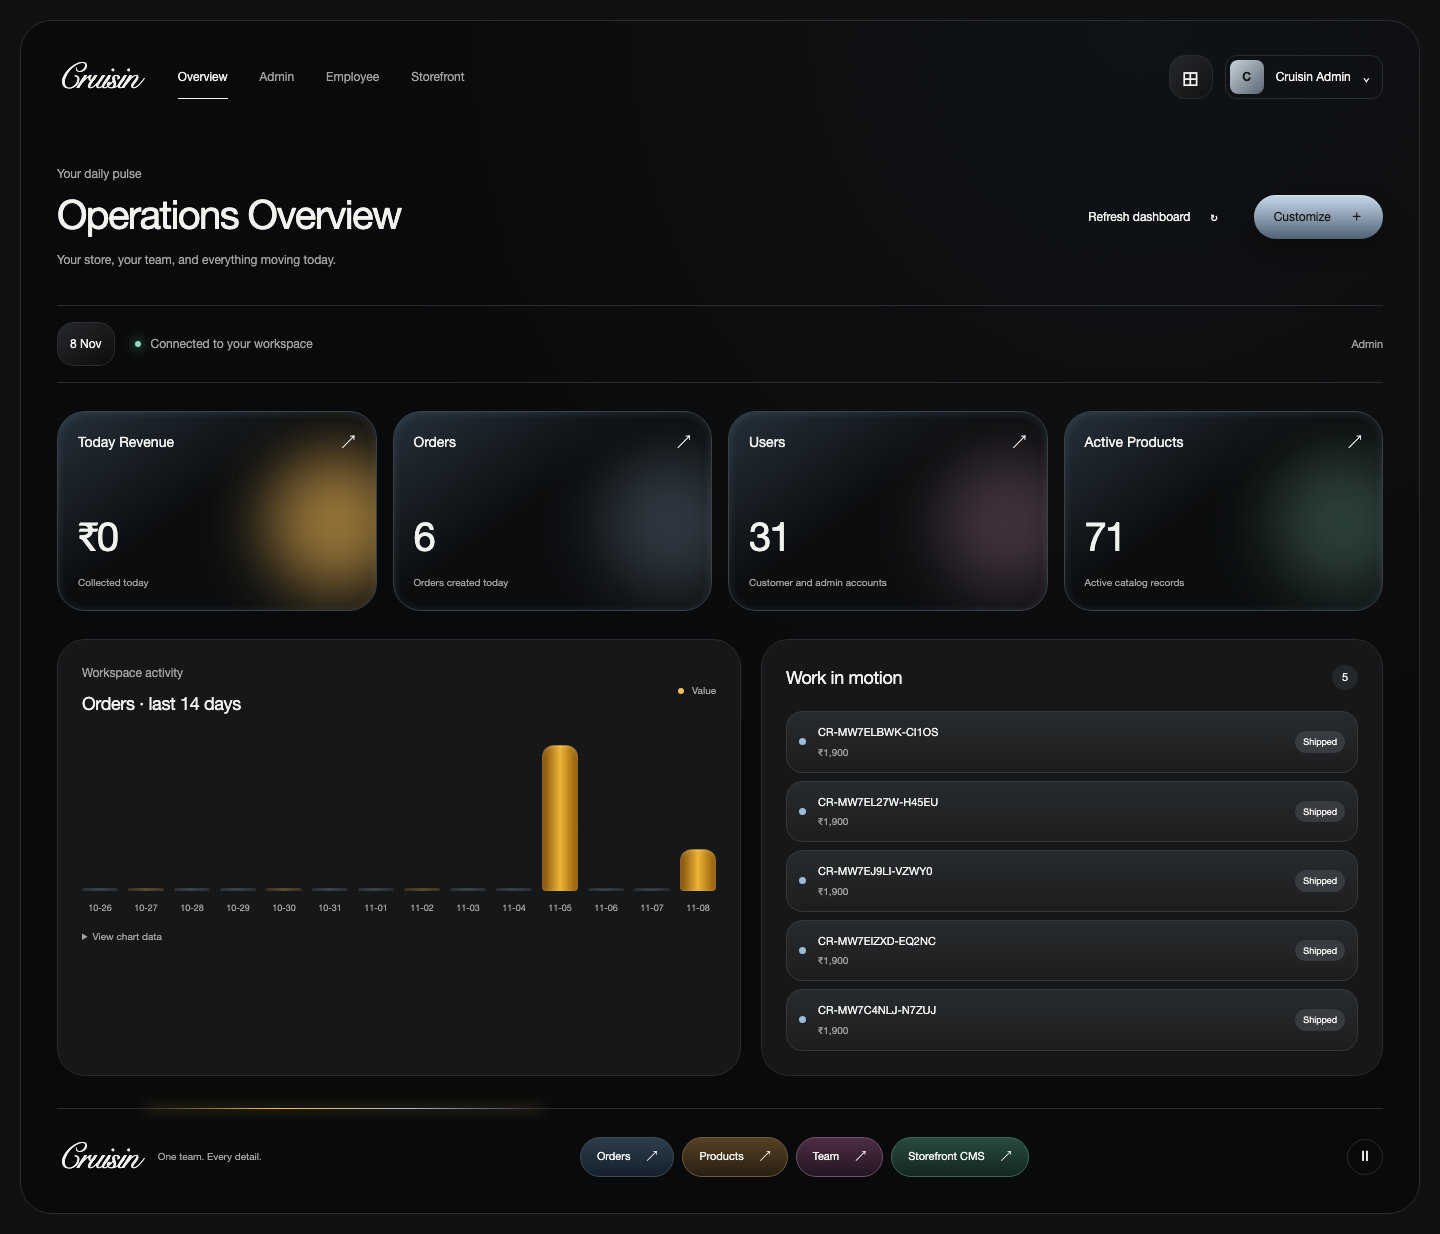 Cruisin
Overview
Admin
Employee
Storefront
C
Cruisin Admin
Your daily pulse
Operations Overview
Your store, your team, and everything moving today.
Refresh dashboard
Customize +
8 Nov
Connected to your workspace
Admin
Today Revenue
₹0
Collected today
Orders
6
Orders created today
Users
31
Customer and admin accounts
Active Products
71
Active catalog records
Workspace activity
Orders · last 14 days
Value
10-26 10-27 10-28 10-29 10-30 10-31 11-01 11-02 11-03 11-04 11-05 11-06 11-07 11-08
View chart data
Work in motion
5
CR-MW7ELBWK-CI1OS
₹1,900
Shipped
CR-MW7EL27W-H45EU
₹1,900
Shipped
CR-MW7EJ9LI-VZWY0
₹1,900
Shipped
CR-MW7EIZXD-EQ2NC
₹1,900
Shipped
CR-MW7C4NLJ-N7ZUJ
₹1,900
Shipped
Cruisin
One team. Every detail.
Orders
Products
Team
Storefront CMS